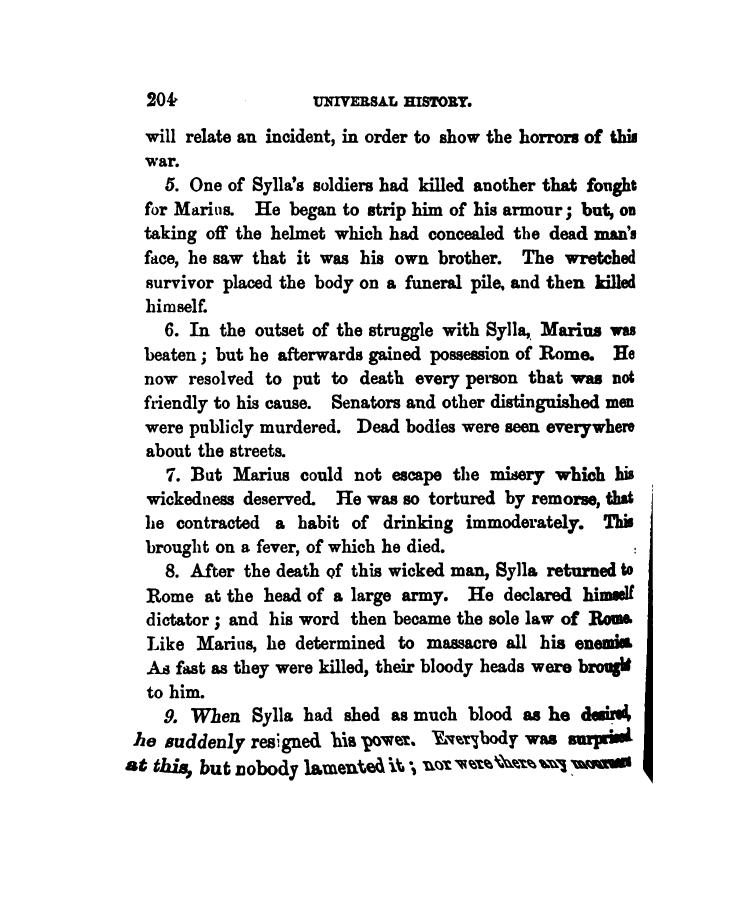 204 UNIVERSAL HISTORY.
will relate an incident, in order to show the horrors of this
war.
5. One of Sylla's soldiers had killed another that fought
for Marius. He began to strip him of his armour; but, on
taking off the helmet which had concealed the dead man's
face, he saw that it was his own brother. The wretched
survivor placed the body on a funeral pile, and then killed
himself.
6. In the outset of the struggle with Sylla, Marius was
beaten; but he afterwards gained possession of Rome. He
now resolved to put to death every person that was not
friendly to his cause. Senators and other distinguished men
were publicly murdered. Dead bodies were seen everywhere
about the streets.
7. But Marius could not escape the misery which his
wickedness deserved. He was so tortured by remorse, that
he contracted a habit of drinking immoderately. This
brought on a fever, of which he died.
8. After the death of this wicked man, Sylla returned to
Rome at the head of a large army. He declared himself
dictator; and his word then became the sole law of Rome.
Like Marius, he determined to massacre all his enemies.
As fast as they were killed, their bloody heads were brought
to him.
9. When Sylla had shed as much blood as he desired,
he suddenly resigned his power. Everybody was surprised
at this, but nobody lamented it; nor were there any mourners